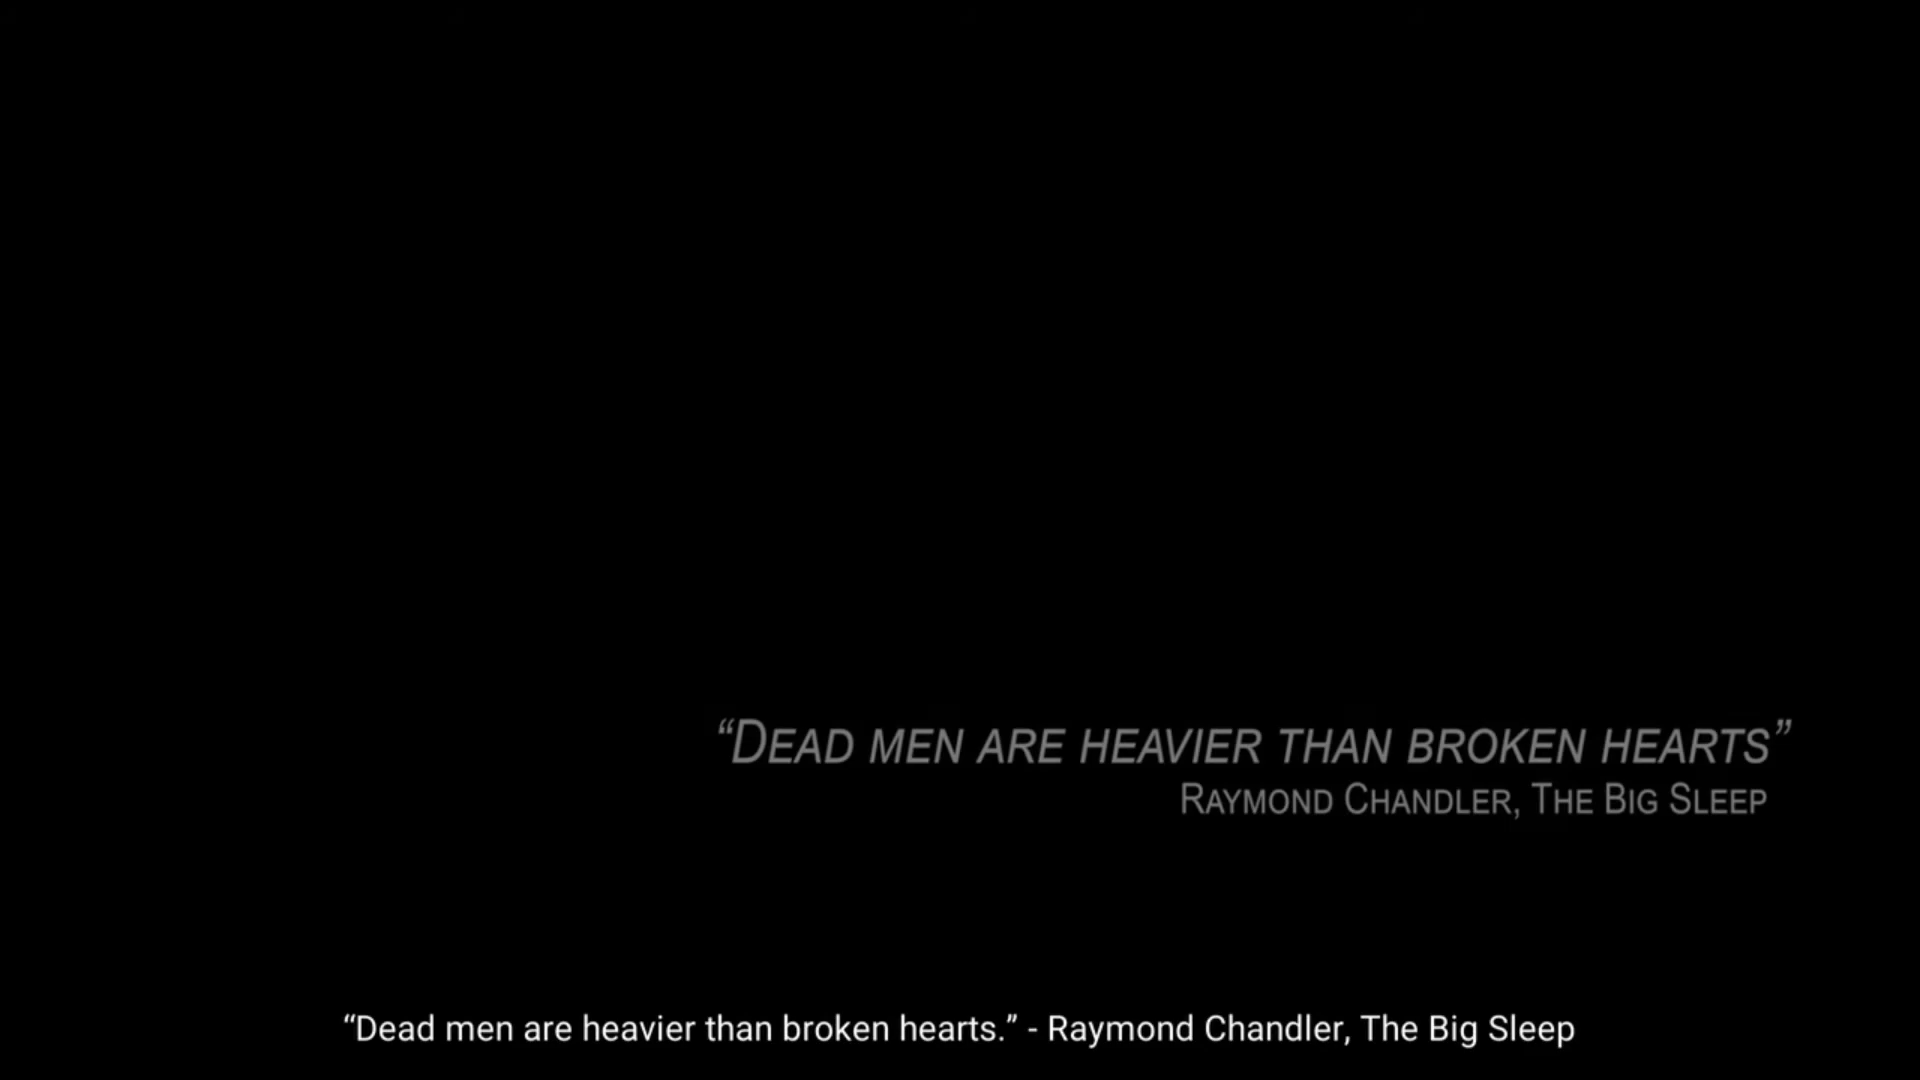 “DEAD MEN ARE HEAVIER THAN BROKEN HEARTS”
RAYMOND CHANDLER, THE BIG SLEEP
“Dead men are heavier than broken hearts.” - Raymond Chandler, The Big Sleep